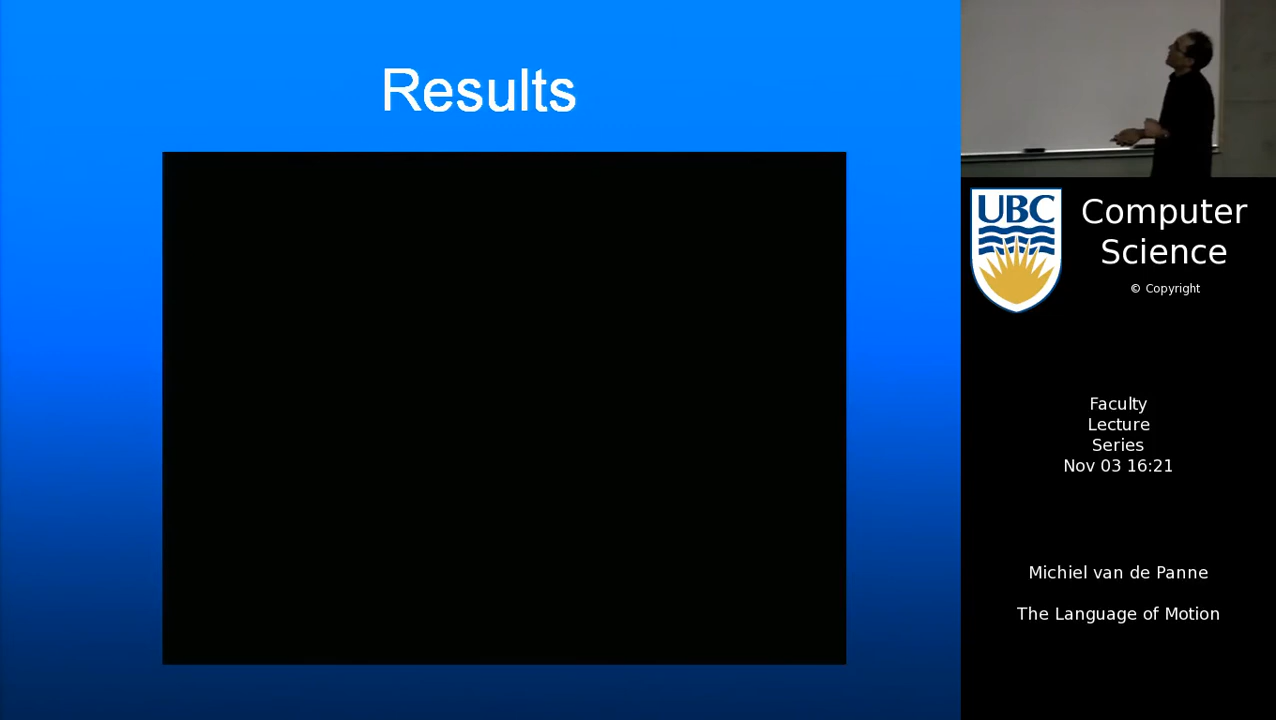 Results
UBC
Computer
Science
© Copyright
Faculty
Lecture
Series
Nov 03 16:21
Michiel van de Panne
The Language of Motion